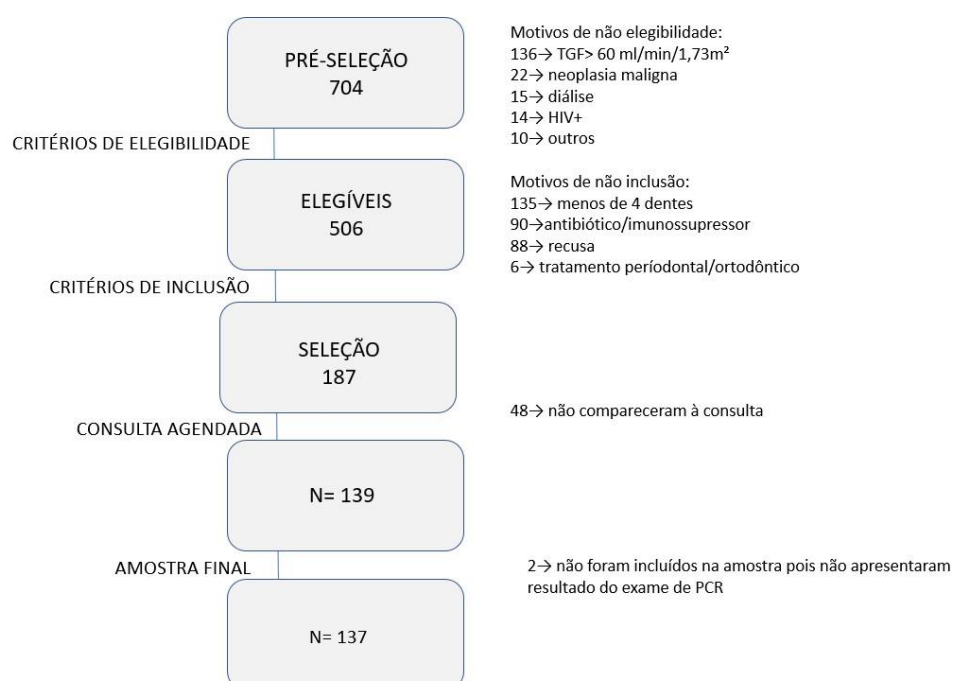 PRÉ-SELEÇÃO
704
Motivos de não elegibilidade:
136→ TGF> 60 ml/min/1,73m²
22→ neoplasia maligna
15→ diálise
14→ HIV+
10→ outros
CRITÉRIOS DE ELEGIBILIDADE
ELEGÍVEIS
506
Motivos de não inclusão:
135→ menos de 4 dentes
90→antibiótico/imunossupressor
88→ recusa
6→ tratamento períodontal/ortodôntico
CRITÉRIOS DE INCLUSÃO
SELEÇÃO
187
48→ não compareceram à consulta
CONSULTA AGENDADA
N= 139
AMOSTRA FINAL
2→ não foram incluídos na amostra pois não apresentaram
resultado do exame de PCR
N= 137